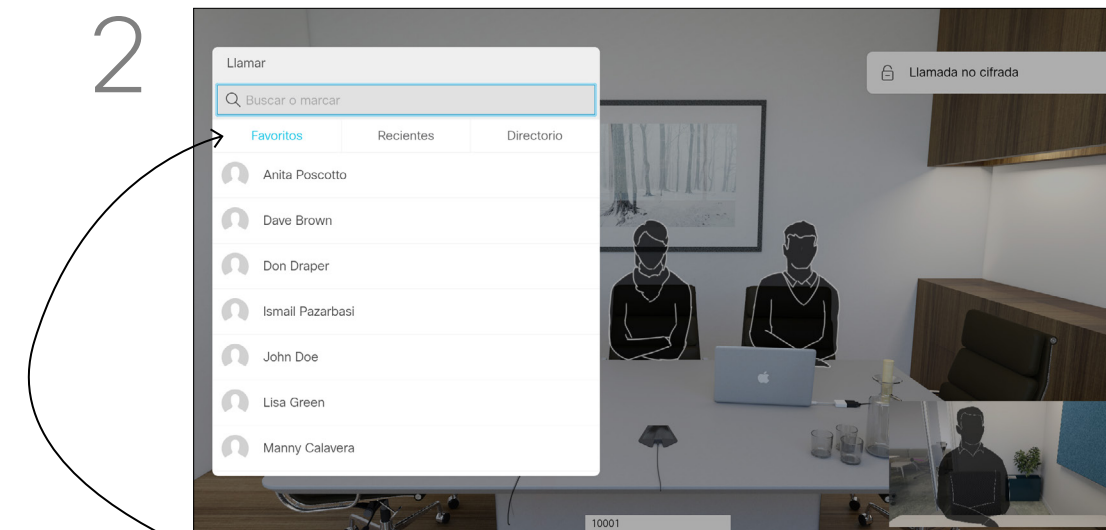 2
Llamar
Buscar o marcar
Favoritos Recientes Directorio
Anita Poscotto
Dave Brown
Don Draper
Ismail Pazarbasi
John Doe
Lisa Green
Manny Calavera
Llamada no cifrada
10001